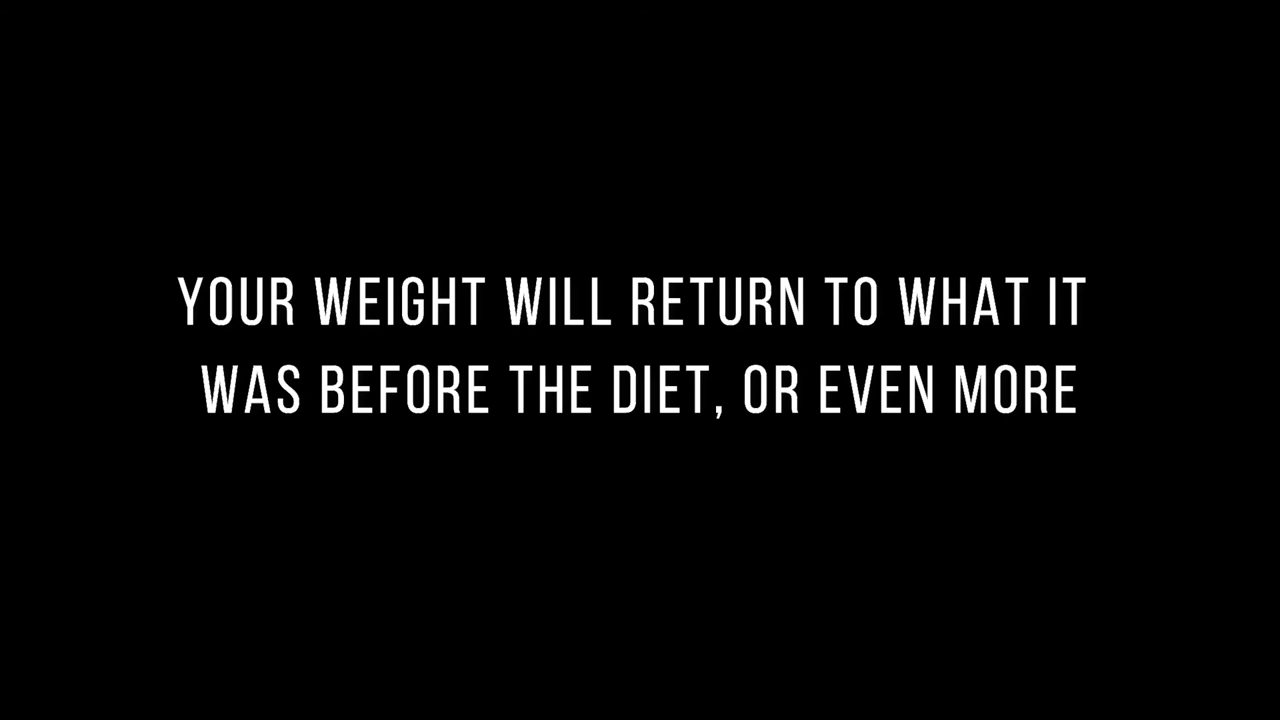 YOUR WEIGHT WILL RETURN TO WHAT IT
WAS BEFORE THE DIET, OR EVEN MORE